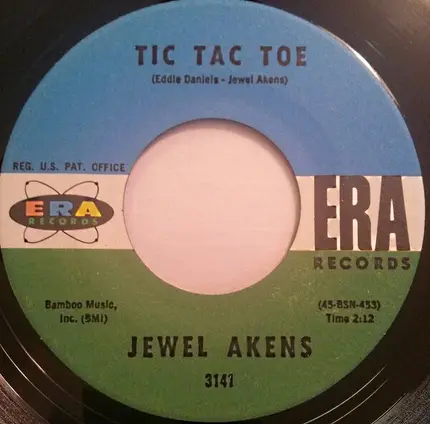 TIC TAC TOE
(Eddie Daniels - Jewel Akens)
REG. U.S. PAT. OFFICE
ERA
RECORDS
ERA
RECORDS
Bamboo Music,
Inc. (BMI)
(45-BSN-453)
Time 2:12
JEWEL AKENS
3141